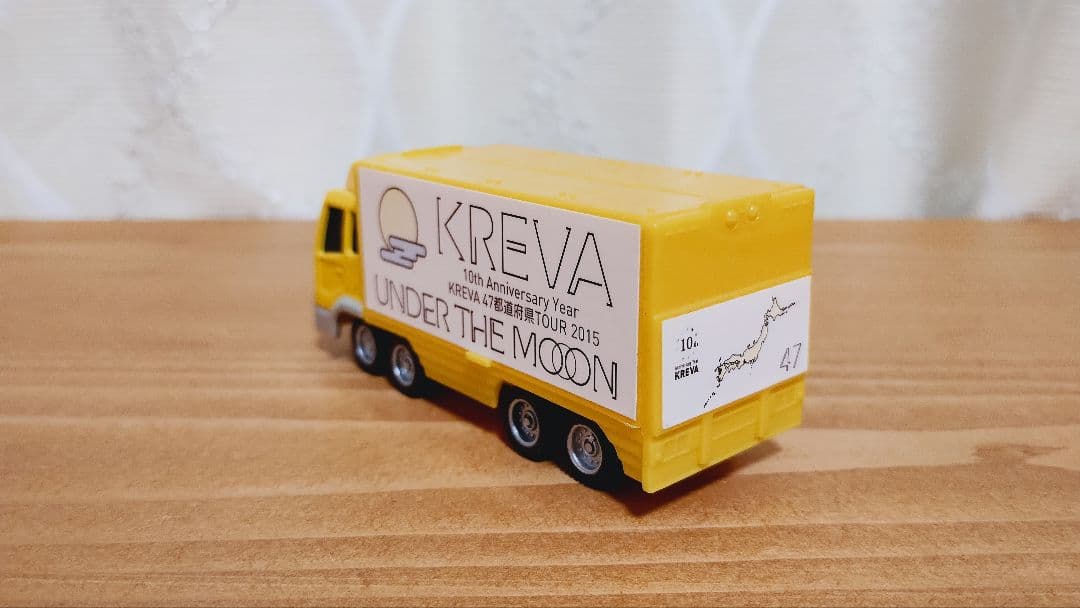 KREVA
10th Anniversary Year
KREVA 47都道府県TOUR 2015
UNDER THE MOOON
10th
KREVA
47